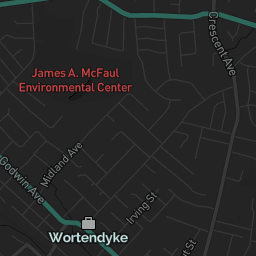 Crescent Ave
James A. McFaul
Environmental Center
Midland Ave
Godwin Ave
Irving St
Wortendyke